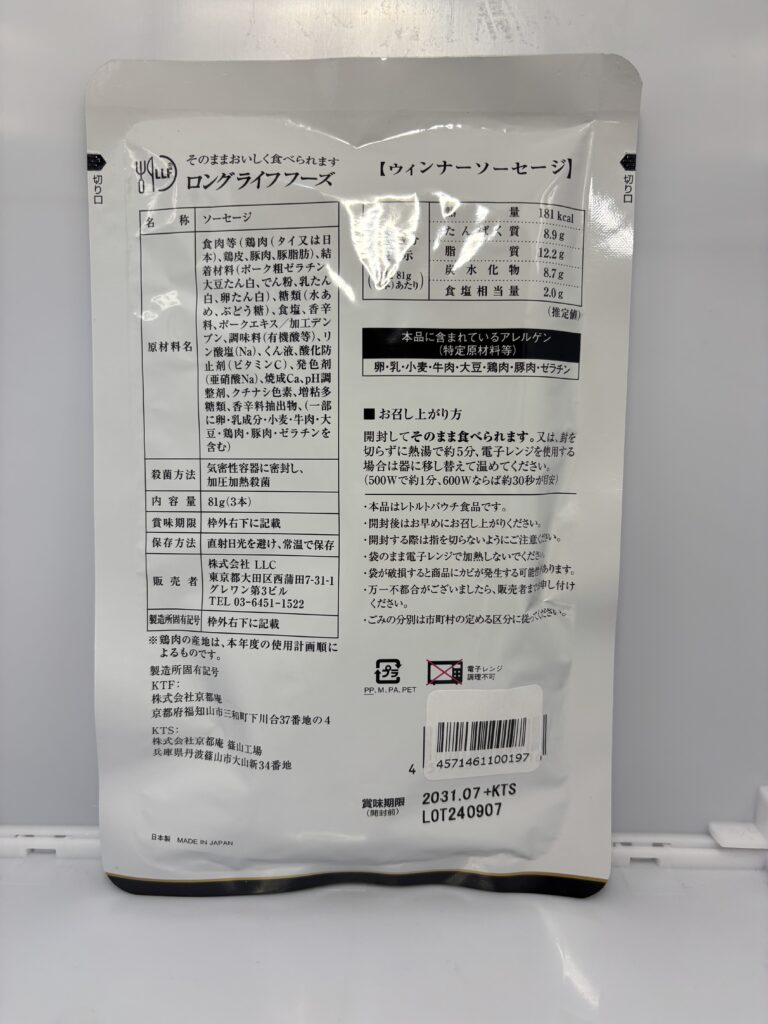 切り口
切り口
LLF
そのままおいしく食べられます
ロングライフフーズ
【ウィンナーソーセージ】
名 称 ソーセージ
原材料名
食肉等(鶏肉(タイ又は日
本)、鶏皮、豚肉、豚脂肪)、結
着材料(ポーク粗ゼラチン、
大豆たん白、でん粉、乳たん
白、卵たん白)、糖類(水あ
め、ぶどう糖)、食塩、香辛
料、ポークエキス/加工デン
プン、調味料(有機酸等)、リ
ン酸塩(Na)、くん液、酸化防
止剤(ビタミンC)、発色剤
(亜硝酸Na)、焼成Ca、pH調
整剤、クチナシ色素、増粘多
糖類、香辛料抽出物、(一部
に卵・乳成分・小麦・牛肉・大
豆・鶏肉・豚肉・ゼラチンを
含む)
殺菌方法 気密性容器に密封し、
加圧加熱殺菌
内容量 81g(3本)
賞味期限 枠外右下に記載
保存方法 直射日光を避け、常温で保存
販売者 株式会社 LLC
東京都大田区西蒲田7-31-1
グレワン第3ビル
TEL 03-6451-1522
製造所固有記号 枠外右下に記載
※鶏肉の産地は、本年度の使用計画順に
よるものです。
製造所固有記号
KTF:
株式会社京都庵
京都府福知山市三和町下川合37番地の4
KTS:
株式会社京都庵 篠山工場
兵庫県丹波篠山市大山新34番地
日本製 MADE IN JAPAN
量 181 kcal
たんぱく質 8.9g
脂質 12.2g
炭水化物 8.7g
食塩相当量 2.0g
81g
あたり)
(推定値)
本品に含まれているアレルゲン
(特定原材料等)
卵・乳・小麦・牛肉・大豆・鶏肉・豚肉・ゼラチン
■ お召し上がり方
開封してそのまま食べられます。又は、封を
切らずに熱湯で約5分、電子レンジを使用する
場合は器に移し替えて温めてください。
(500Wで約1分、600Wならば約30秒が目安)
・本品はレトルトパウチ食品です。
・開封後はお早めにお召し上がりください。
・開封する際は指を切らないようにご注意ください。
・袋のまま電子レンジで加熱しないでください。
・袋が破損すると商品にカビが発生する可能性があります。
・万一不都合がございましたら、販売者までお申し付け
ください。
・ごみの分別は市町村の定める区分に従ってください。
プラ
PP. M. PA. PET
電子レンジ
調理不可
4 571461100197
賞味期限
(開封前)
2031.07+KTS
LOT240907